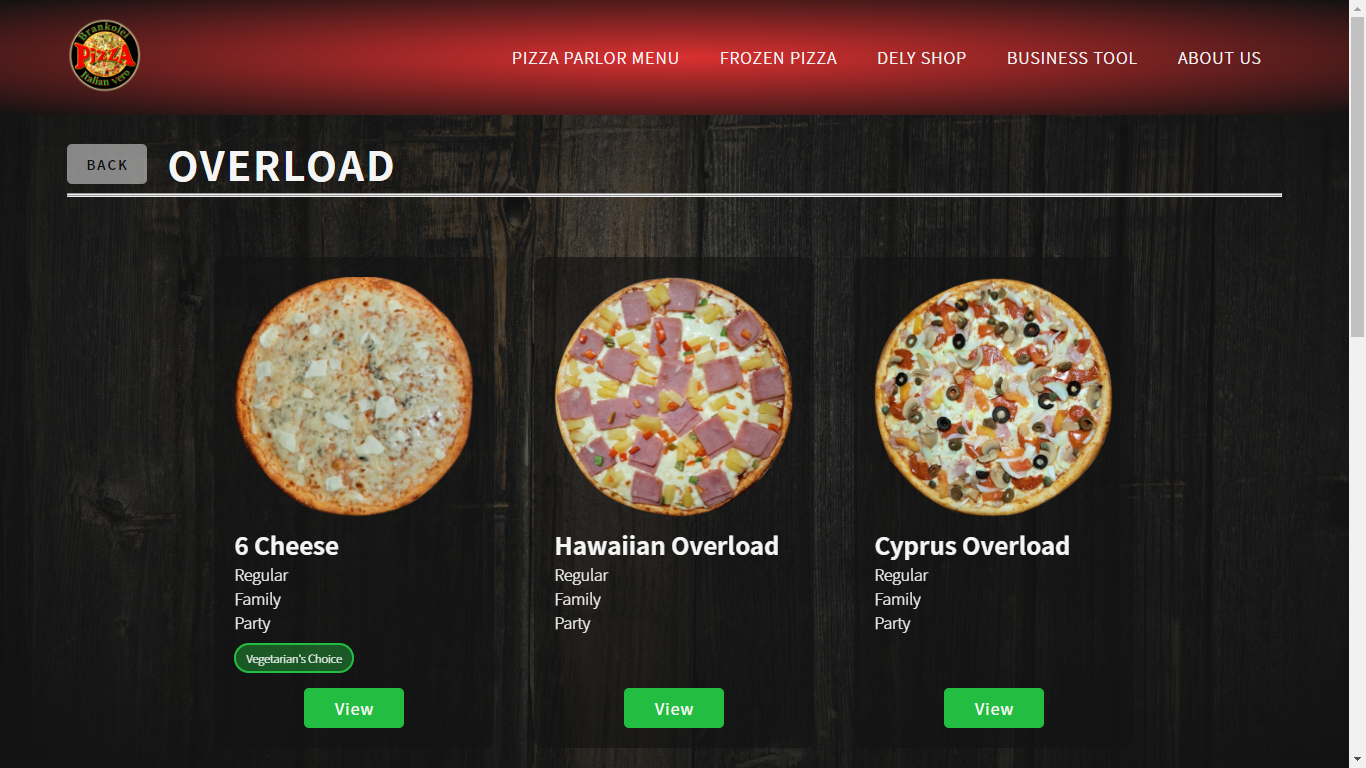 Brankolei
PIZZA
Italian Vero
PIZZA PARLOR MENU
FROZEN PIZZA
DELY SHOP
BUSINESS TOOL
ABOUT US
BACK
OVERLOAD
6 Cheese
Regular
Family
Party
Vegetarian's Choice
View
Hawaiian Overload
Regular
Family
Party
View
Cyprus Overload
Regular
Family
Party
View